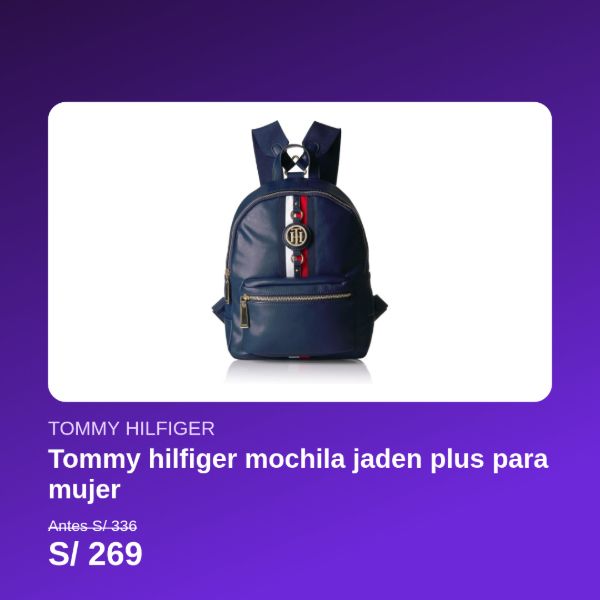 TOMMY HILFIGER
Tommy hilfiger mochila jaden plus para
mujer
Antes S/ 336
S/ 269